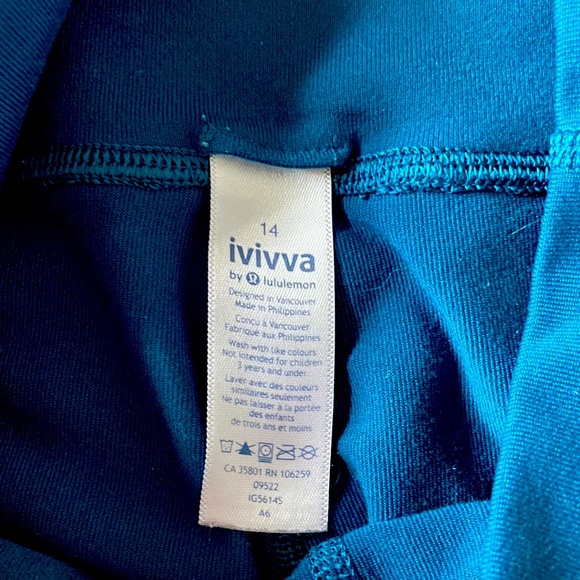 14
ivivva
by lululemon
Designed in Vancouver
Made in Philippines
Conçu à Vancouver
Fabriqué aux Philippines
Wash with like colours
Not intended for children
3 years and under
Laver avec des couleurs
similaires seulement
Ne pas laisser a la portée
des enfants
de trois ans et moins
CA 35801 RN 106259
09522
IG5614S
A6